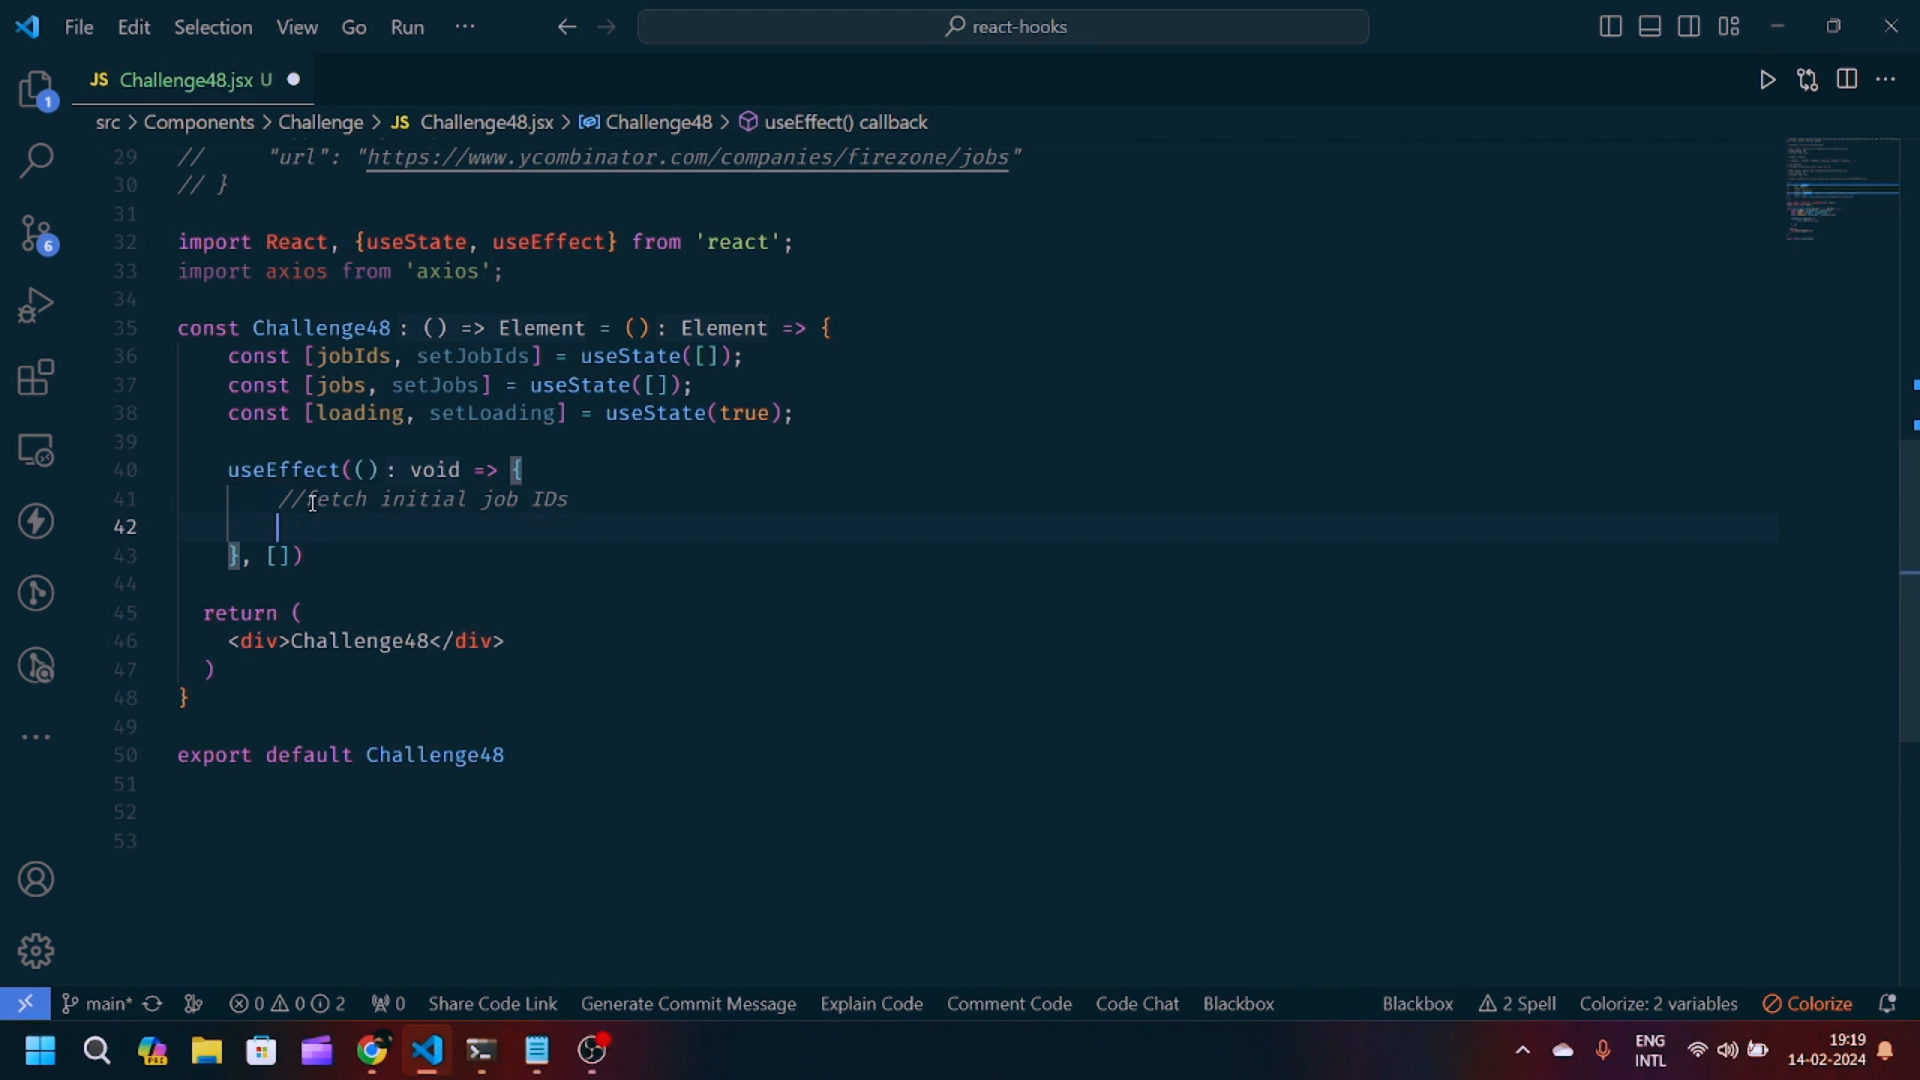 File Edit Selection View Go Run ··· react-hooks
JS Challenge48.jsx U
src > Components > Challenge > JS Challenge48.jsx > Challenge48 > useEffect() callback
29 // "url": "https://www.ycombinator.com/companies/firezone/jobs"
30 // }
31
32 import React, {useState, useEffect} from 'react';
33 import axios from 'axios';
34
35 const Challenge48: () => Element = (): Element => {
36 const [jobIds, setJobIds] = useState([]);
37 const [jobs, setJobs] = useState([]);
38 const [loading, setLoading] = useState(true);
39
40 useEffect((): void => {
41 //fetch initial job IDs
42
43 }, [])
44
45 return (
46 <div>Challenge48</div>
47 )
48 }
49
50 export default Challenge48
51
52
53
1
6
main* 0 0 2 0 Share Code Link Generate Commit Message Explain Code Comment Code Code Chat Blackbox Blackbox 2 Spell Colorize: 2 variables Colorize
PRE
ENG
INTL
19:19
14-02-2024